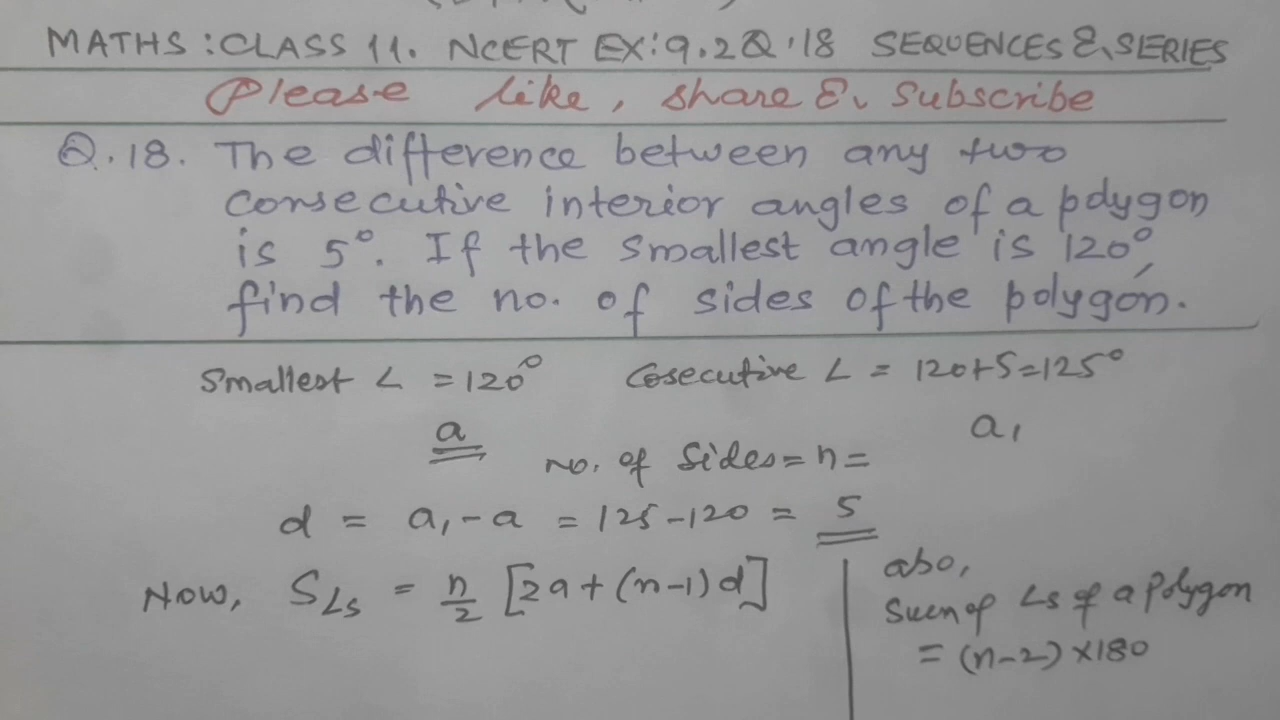 MATHS : CLASS 11. NCERT EX: 9.2 Q.18 SEQUENCES & SERIES
Please like, share & Subscribe
Q.18. The difference between any two
consecutive interior angles of a polygon
is 5°. If the smallest angle is 120°,
find the no. of sides of the polygon.
Smallest ∠ = 120° Cosecutive ∠ = 120+5=125°
a a₁
no. of Sides = n =
d = a₁ - a = 125 - 120 = 5
Now, S∠s = n/2 [2a + (n-1) d]
also,
Sum of ∠s of a polygon
= (n-2) × 180